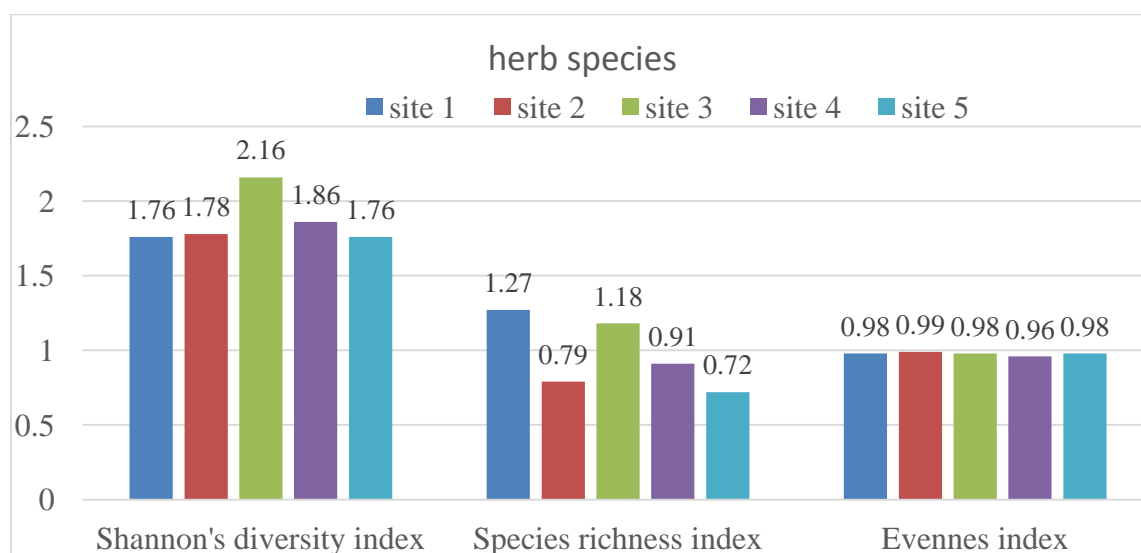 herb species
site 1 site 2 site 3 site 4 site 5
2.5
2
1.5
1
0.5
0
1.76 1.78 2.16 1.86 1.76
1.27 0.79 1.18 0.91 0.72
0.98 0.99 0.98 0.96 0.98
Shannon's diversity index Species richness index Evennes index